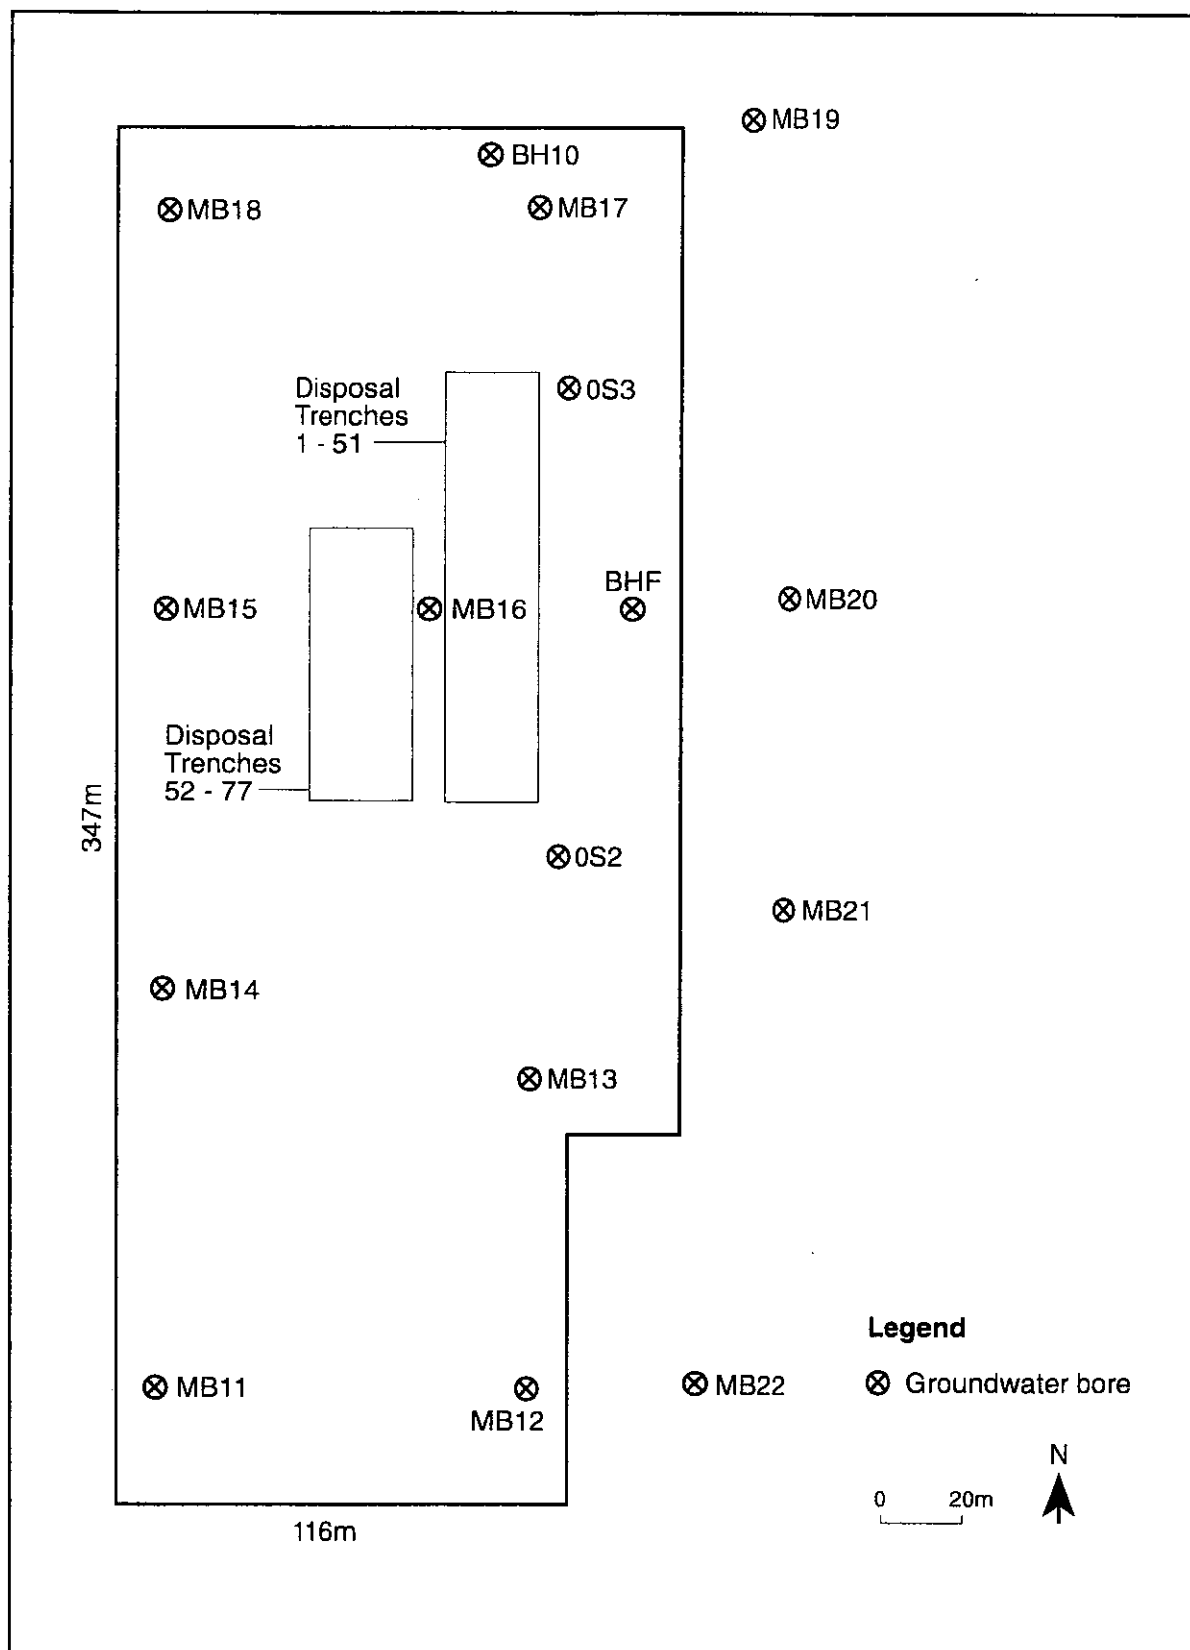 MB19
BH10
MB18
MB17
Disposal
Trenches
1 - 51
0S3
BHF
MB15
MB16
MB20
Disposal
Trenches
52 - 77
347m
0S2
MB21
MB14
MB13
Legend
MB11
MB12
MB22
Groundwater bore
N
0 20m
116m